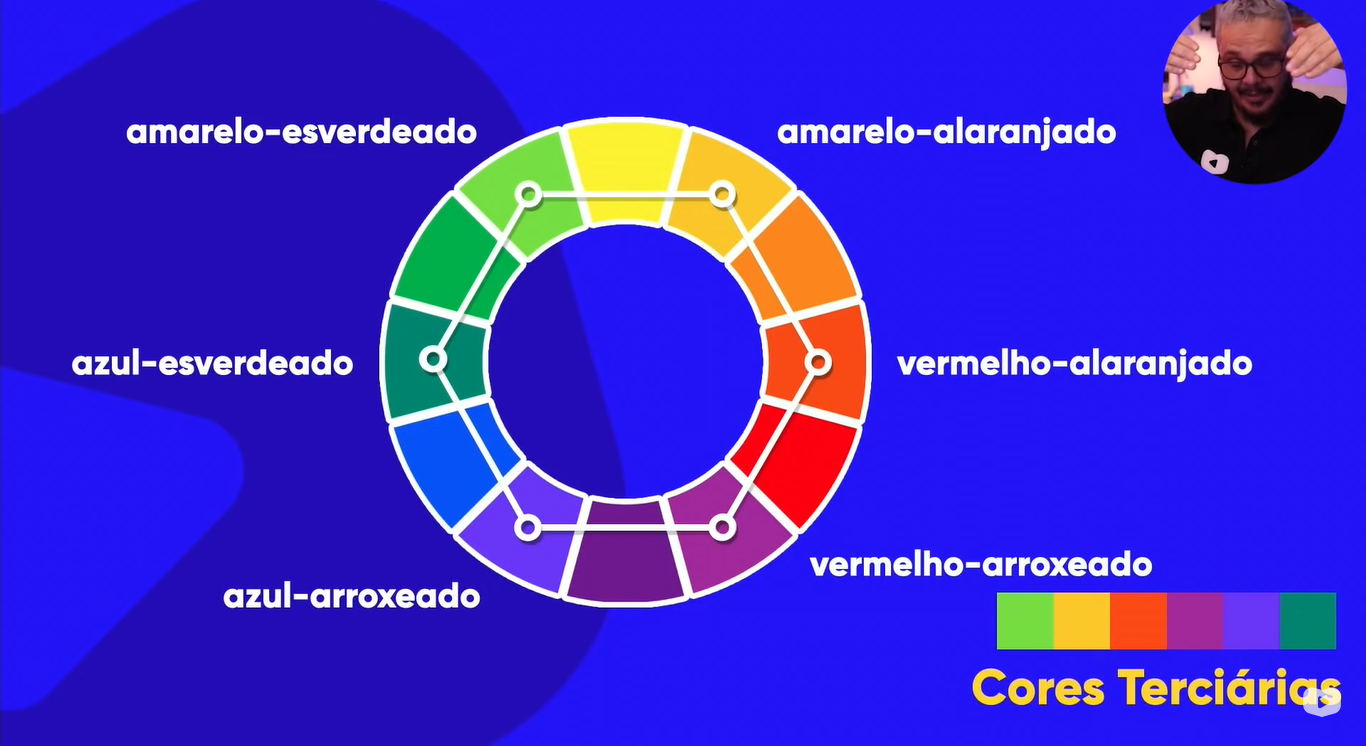 amarelo-esverdeado
amarelo-alaranjado
azul-esverdeado
vermelho-alaranjado
vermelho-arroxeado
azul-arroxeado
Cores Terciárias